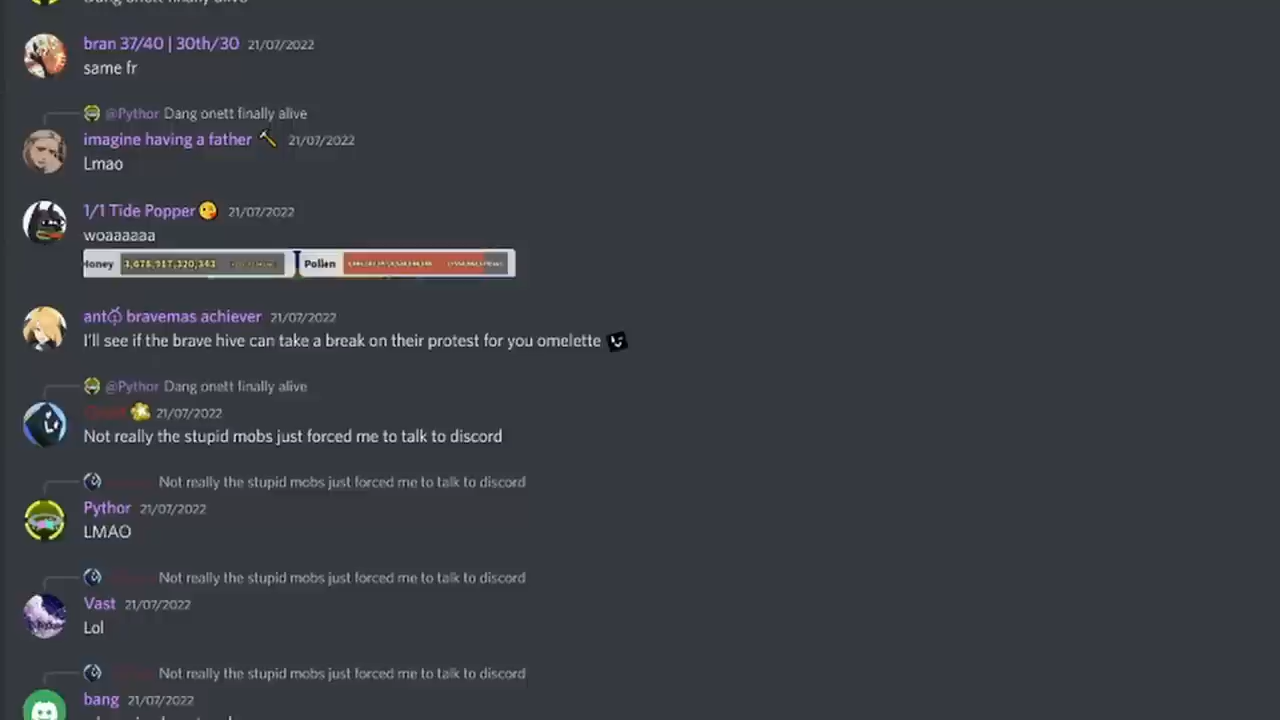 Dang onett finally alive
bran 37/40 | 30th/30 21/07/2022
same fr
@Pythor Dang onett finally alive
imagine having a father 21/07/2022
Lmao
1/1 Tide Popper 21/07/2022
woaaaaaa
Honey Pollen
ant bravemas achiever 21/07/2022
I'll see if the brave hive can take a break on their protest for you omelette
@Pythor Dang onett finally alive
21/07/2022
Not really the stupid mobs just forced me to talk to discord
Not really the stupid mobs just forced me to talk to discord
Pythor 21/07/2022
LMAO
Not really the stupid mobs just forced me to talk to discord
Vast 21/07/2022
Lol
Not really the stupid mobs just forced me to talk to discord
bang 21/07/2022